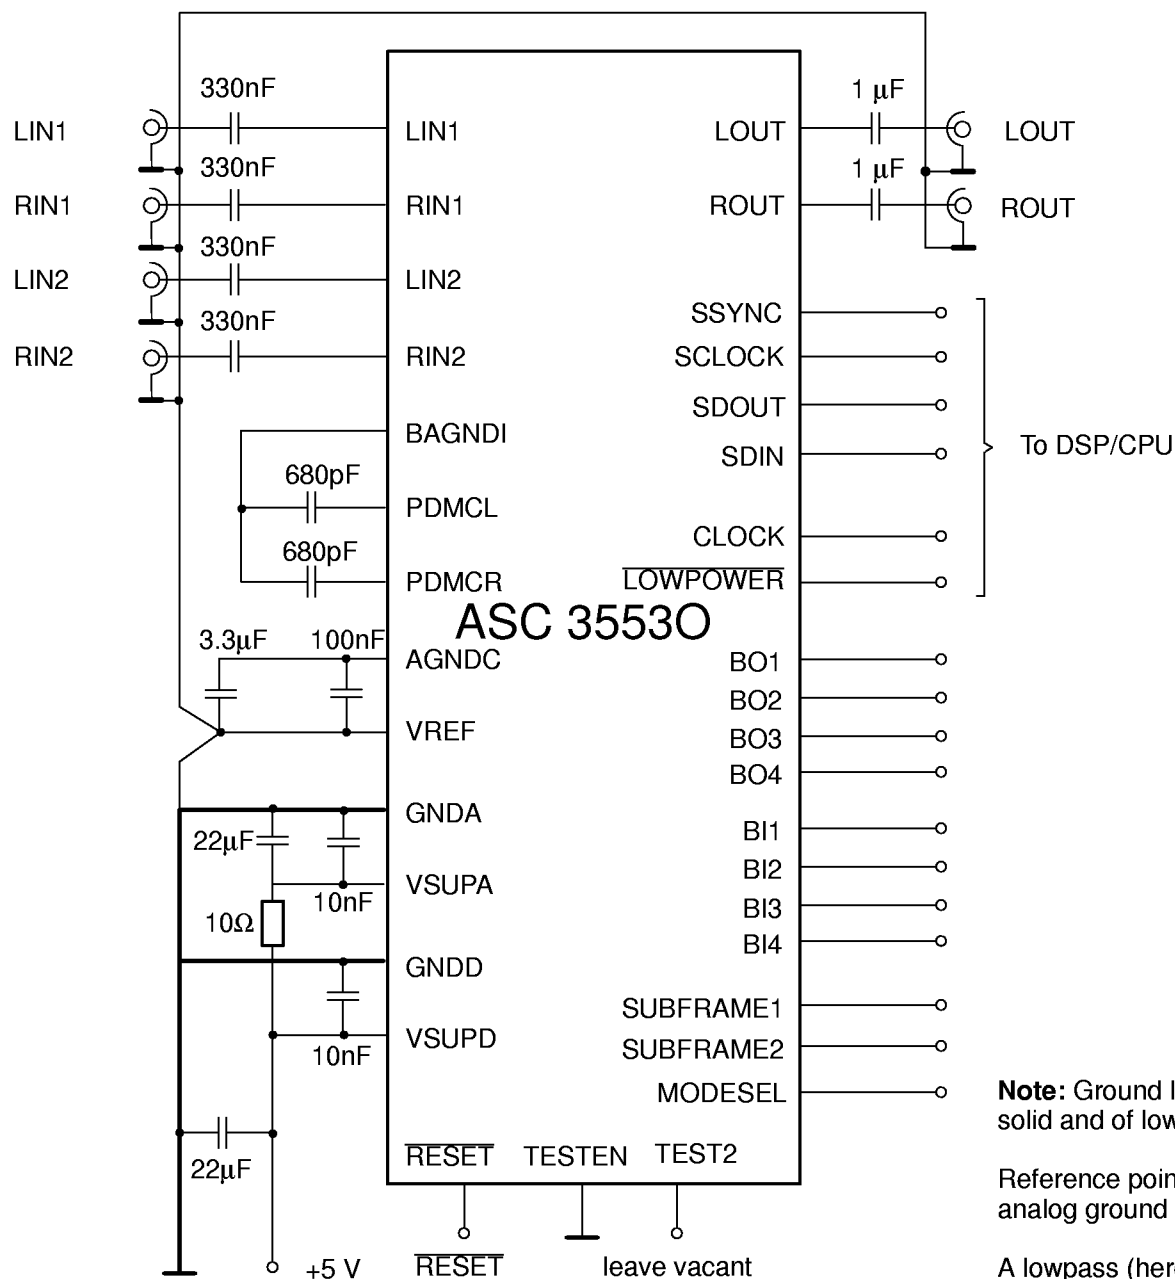 330nF
1 µF
LIN1
LIN1
LOUT
LOUT
330nF
1 µF
RIN1
RIN1
ROUT
ROUT
330nF
LIN2
LIN2
SSYNC
330nF
RIN2
RIN2
SCLOCK
SDOUT
BAGNDI
SDIN
To DSP/CPU
680pF
PDMCL
CLOCK
680pF
PDMCR
LOWPOWER
ASC 3553O
3.3µF
100nF
AGNDC
BO1
BO2
VREF
BO3
BO4
GNDA
BI1
22µF
BI2
VSUPA
10nF
BI3
10Ω
BI4
GNDD
SUBFRAME1
VSUPD
SUBFRAME2
10nF
MODESEL
Note: Ground l
solid and of low
RESET
TESTEN
TEST2
22µF
Reference poin
analog ground
+5 V
RESET
leave vacant
A lowpass (her